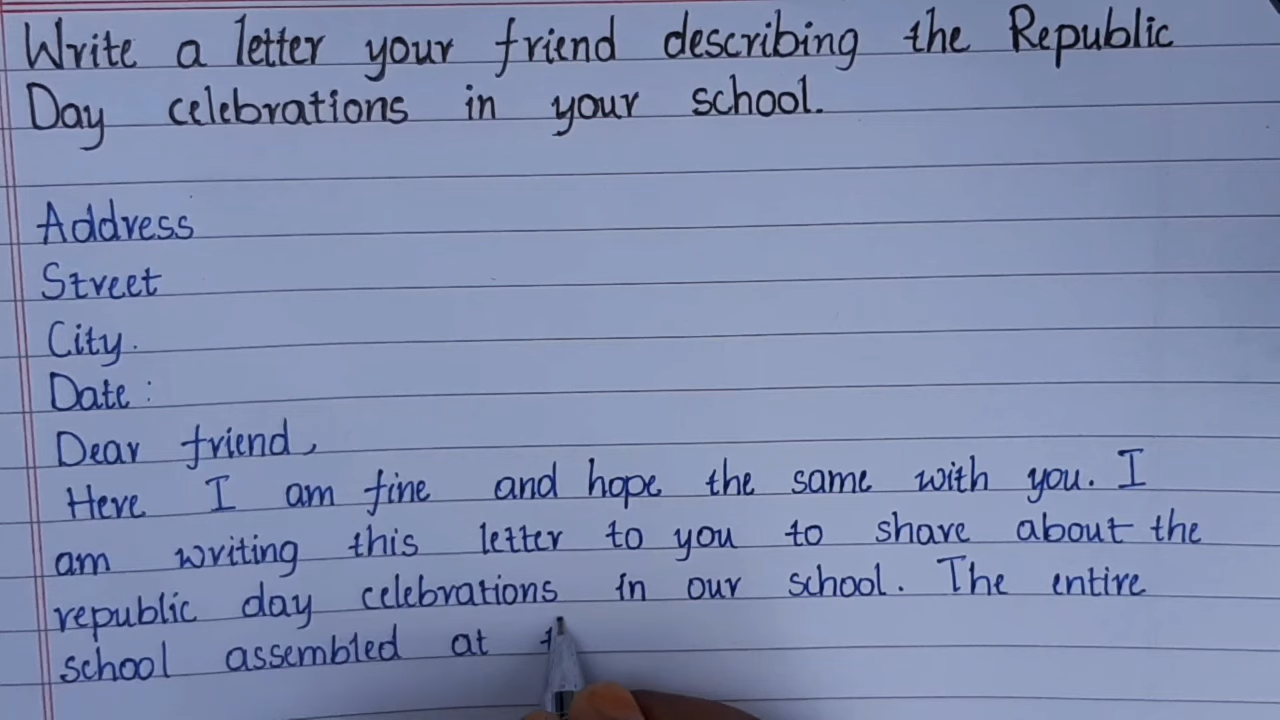 Write a letter your friend describing the Republic
Day celebrations in your school.
Address
Street
City.
Date :
Dear friend,
Here I am fine and hope the same with you. I
am writing this letter to you to share about the
republic day celebrations in our school. The entire
school assembled at t